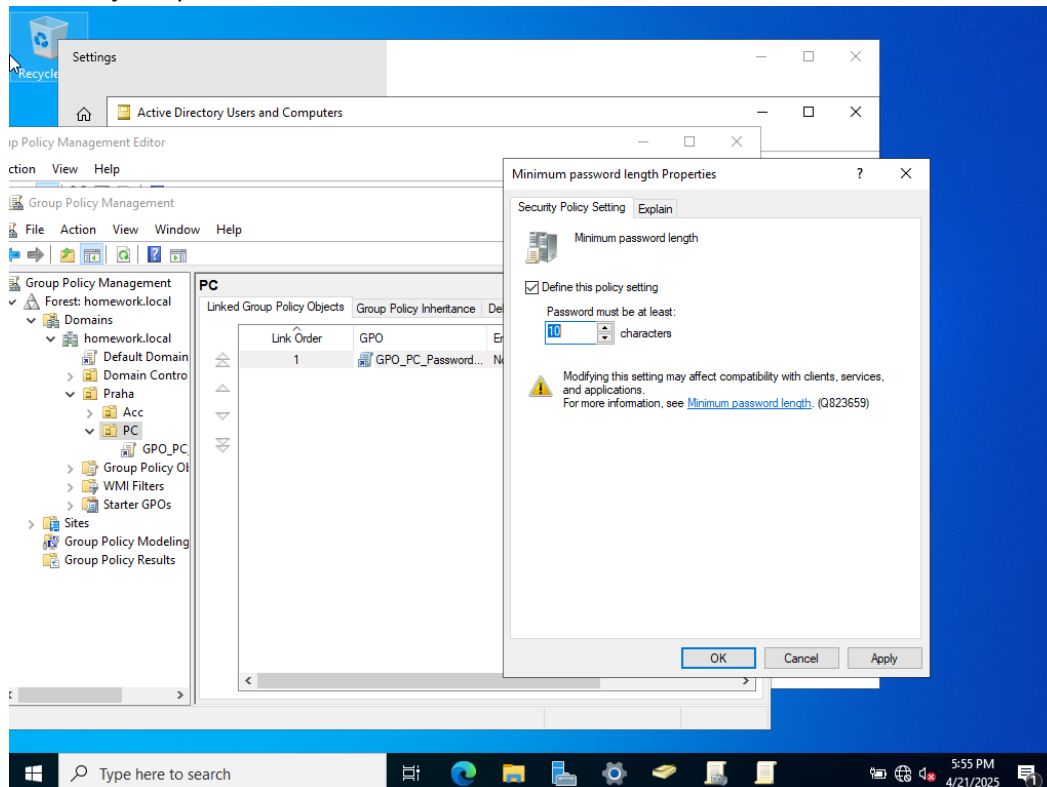 Recycle
Settings
Active Directory Users and Computers
up Policy Management Editor
ction View Help
Group Policy Management
File Action View Window Help
Group Policy Management
Forest: homework.local
Domains
homework.local
Default Domain
Domain Contro
Praha
Acc
PC
GPO_PC_
Group Policy Ob
WMI Filters
Starter GPOs
Sites
Group Policy Modeling
Group Policy Results
PC
Linked Group Policy Objects Group Policy Inheritance Del
Link Order GPO En
1 GPO_PC_Password... No
Minimum password length Properties ? X
Security Policy Setting Explain
Minimum password length
Define this policy setting
Password must be at least:
10 characters
Modifying this setting may affect compatibility with clients, services,
and applications.
For more information, see Minimum password length. (Q823659)
OK Cancel Apply
Type here to search
5:55 PM
4/21/2025
1